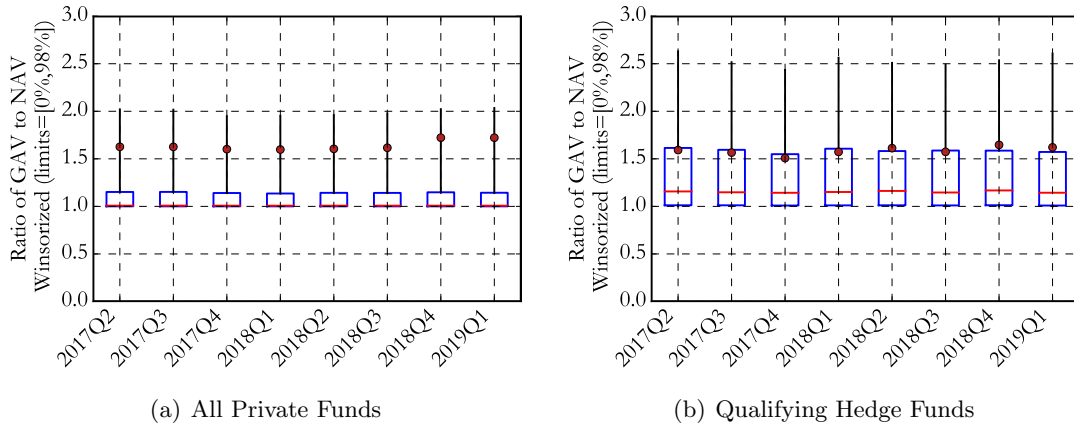 Ratio of GAV to NAV
Winsorized (limits=[0%,98%])
3.0
2.5
2.0
1.5
1.0
0.5
0.0
2017Q2
2017Q3
2017Q4
2018Q1
2018Q2
2018Q3
2018Q4
2019Q1
(a) All Private Funds
Ratio of GAV to NAV
Winsorized (limits=[0%,98%])
3.0
2.5
2.0
1.5
1.0
0.5
0.0
2017Q2
2017Q3
2017Q4
2018Q1
2018Q2
2018Q3
2018Q4
2019Q1
(b) Qualifying Hedge Funds